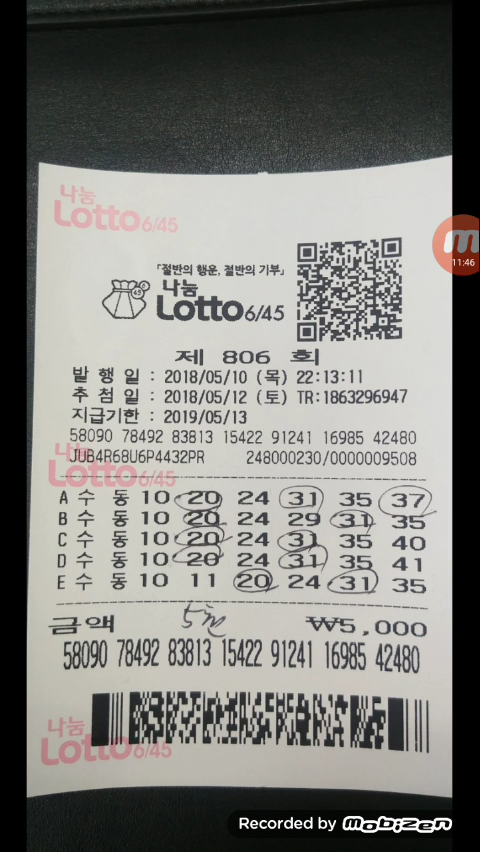 나눔
Lotto 6/45
11:46
「절반의 행운, 절반의 기부」
나눔
Lotto 6/45
제 806 회
발 행 일 : 2018/05/10 (목) 22:13:11
추 첨 일 : 2018/05/12 (토) TR:1863296947
지급기한 : 2019/05/13
58090 78492 83813 15422 91241 16985 42480
JUB4R68U6P4432PR 248000230/0000009508
나눔
Lotto 6/45
A 수 동 10 20 24 31 35 37
B 수 동 10 20 24 29 31 35
C 수 동 10 20 24 31 35 40
D 수 동 10 20 24 31 35 41
E 수 동 10 11 20 24 31 35
금액 ₩5,000
58090 78492 83813 15422 91241 16985 42480
나눔
Lotto 6/45
Recorded by mobizen